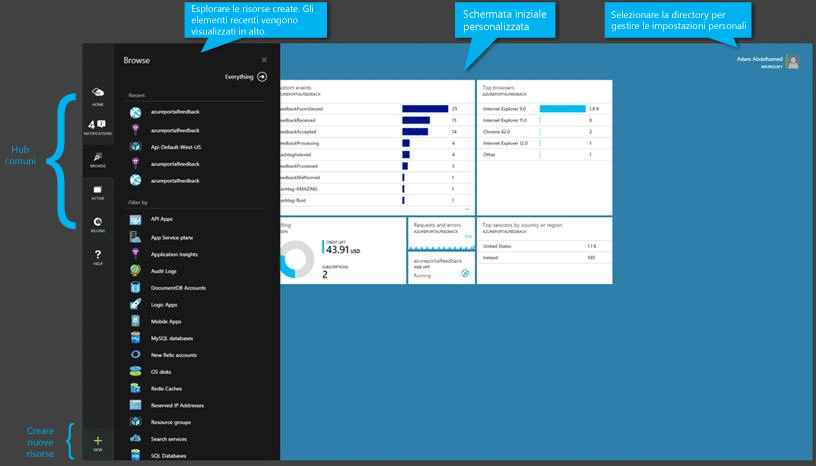 Esplorare le risorse create. Gli
elementi recenti vengono
visualizzati in alto.
Schermata iniziale
personalizzata
Selezionare la directory per
gestire le impostazioni personali
Hub
comuni
Creare
nuove
risorse
HOME
4
NOTIFICATIONS
BROWSE
ACTIVE
BILLING
HELP
NEW
Browse
Everything
Recent
azureportalfeedback
azureportalfeedback
Api-Default-West-US
azureportalfeedback
azureportalfeedback
Filter by
API Apps
App Service plans
Application Insights
Audit Logs
DocumentDB Accounts
Logic Apps
Mobile Apps
MySQL databases
New Relic accounts
OS disks
Redis Caches
Reserved IP Addresses
Resource groups
Search services
SQL Databases
Adam Abdelhamed
MICROSOFT
ustom events
AZUREPORTALFEEDBACK
eedbackFormViewed 25
eedbackReceived 15
eedbackAccepted 14
eedbackProcessing 4
ashtagIndexed 4
eedbackProcessed 3
eedbackMalformed 1
ashtag-AMAZING 1
ashtag-fluid 1
Top browsers
AZUREPORTALFEEDBACK
Internet Explorer 9.0 1.8 K
Internet Explorer 11.0 8
Chrome 42.0 2
Internet Explorer 12.0 1
Other 1
lling
CREDIT LEFT
43.91 USD
SUBSCRIPTIONS
2
Requests and errors
AZUREPORTALFEEDBACK
Edit
azureportalfeedback
WEB APP
Running
Top sessions by country or region
AZUREPORTALFEEDBACK
United States 1.1 K
Ireland 585